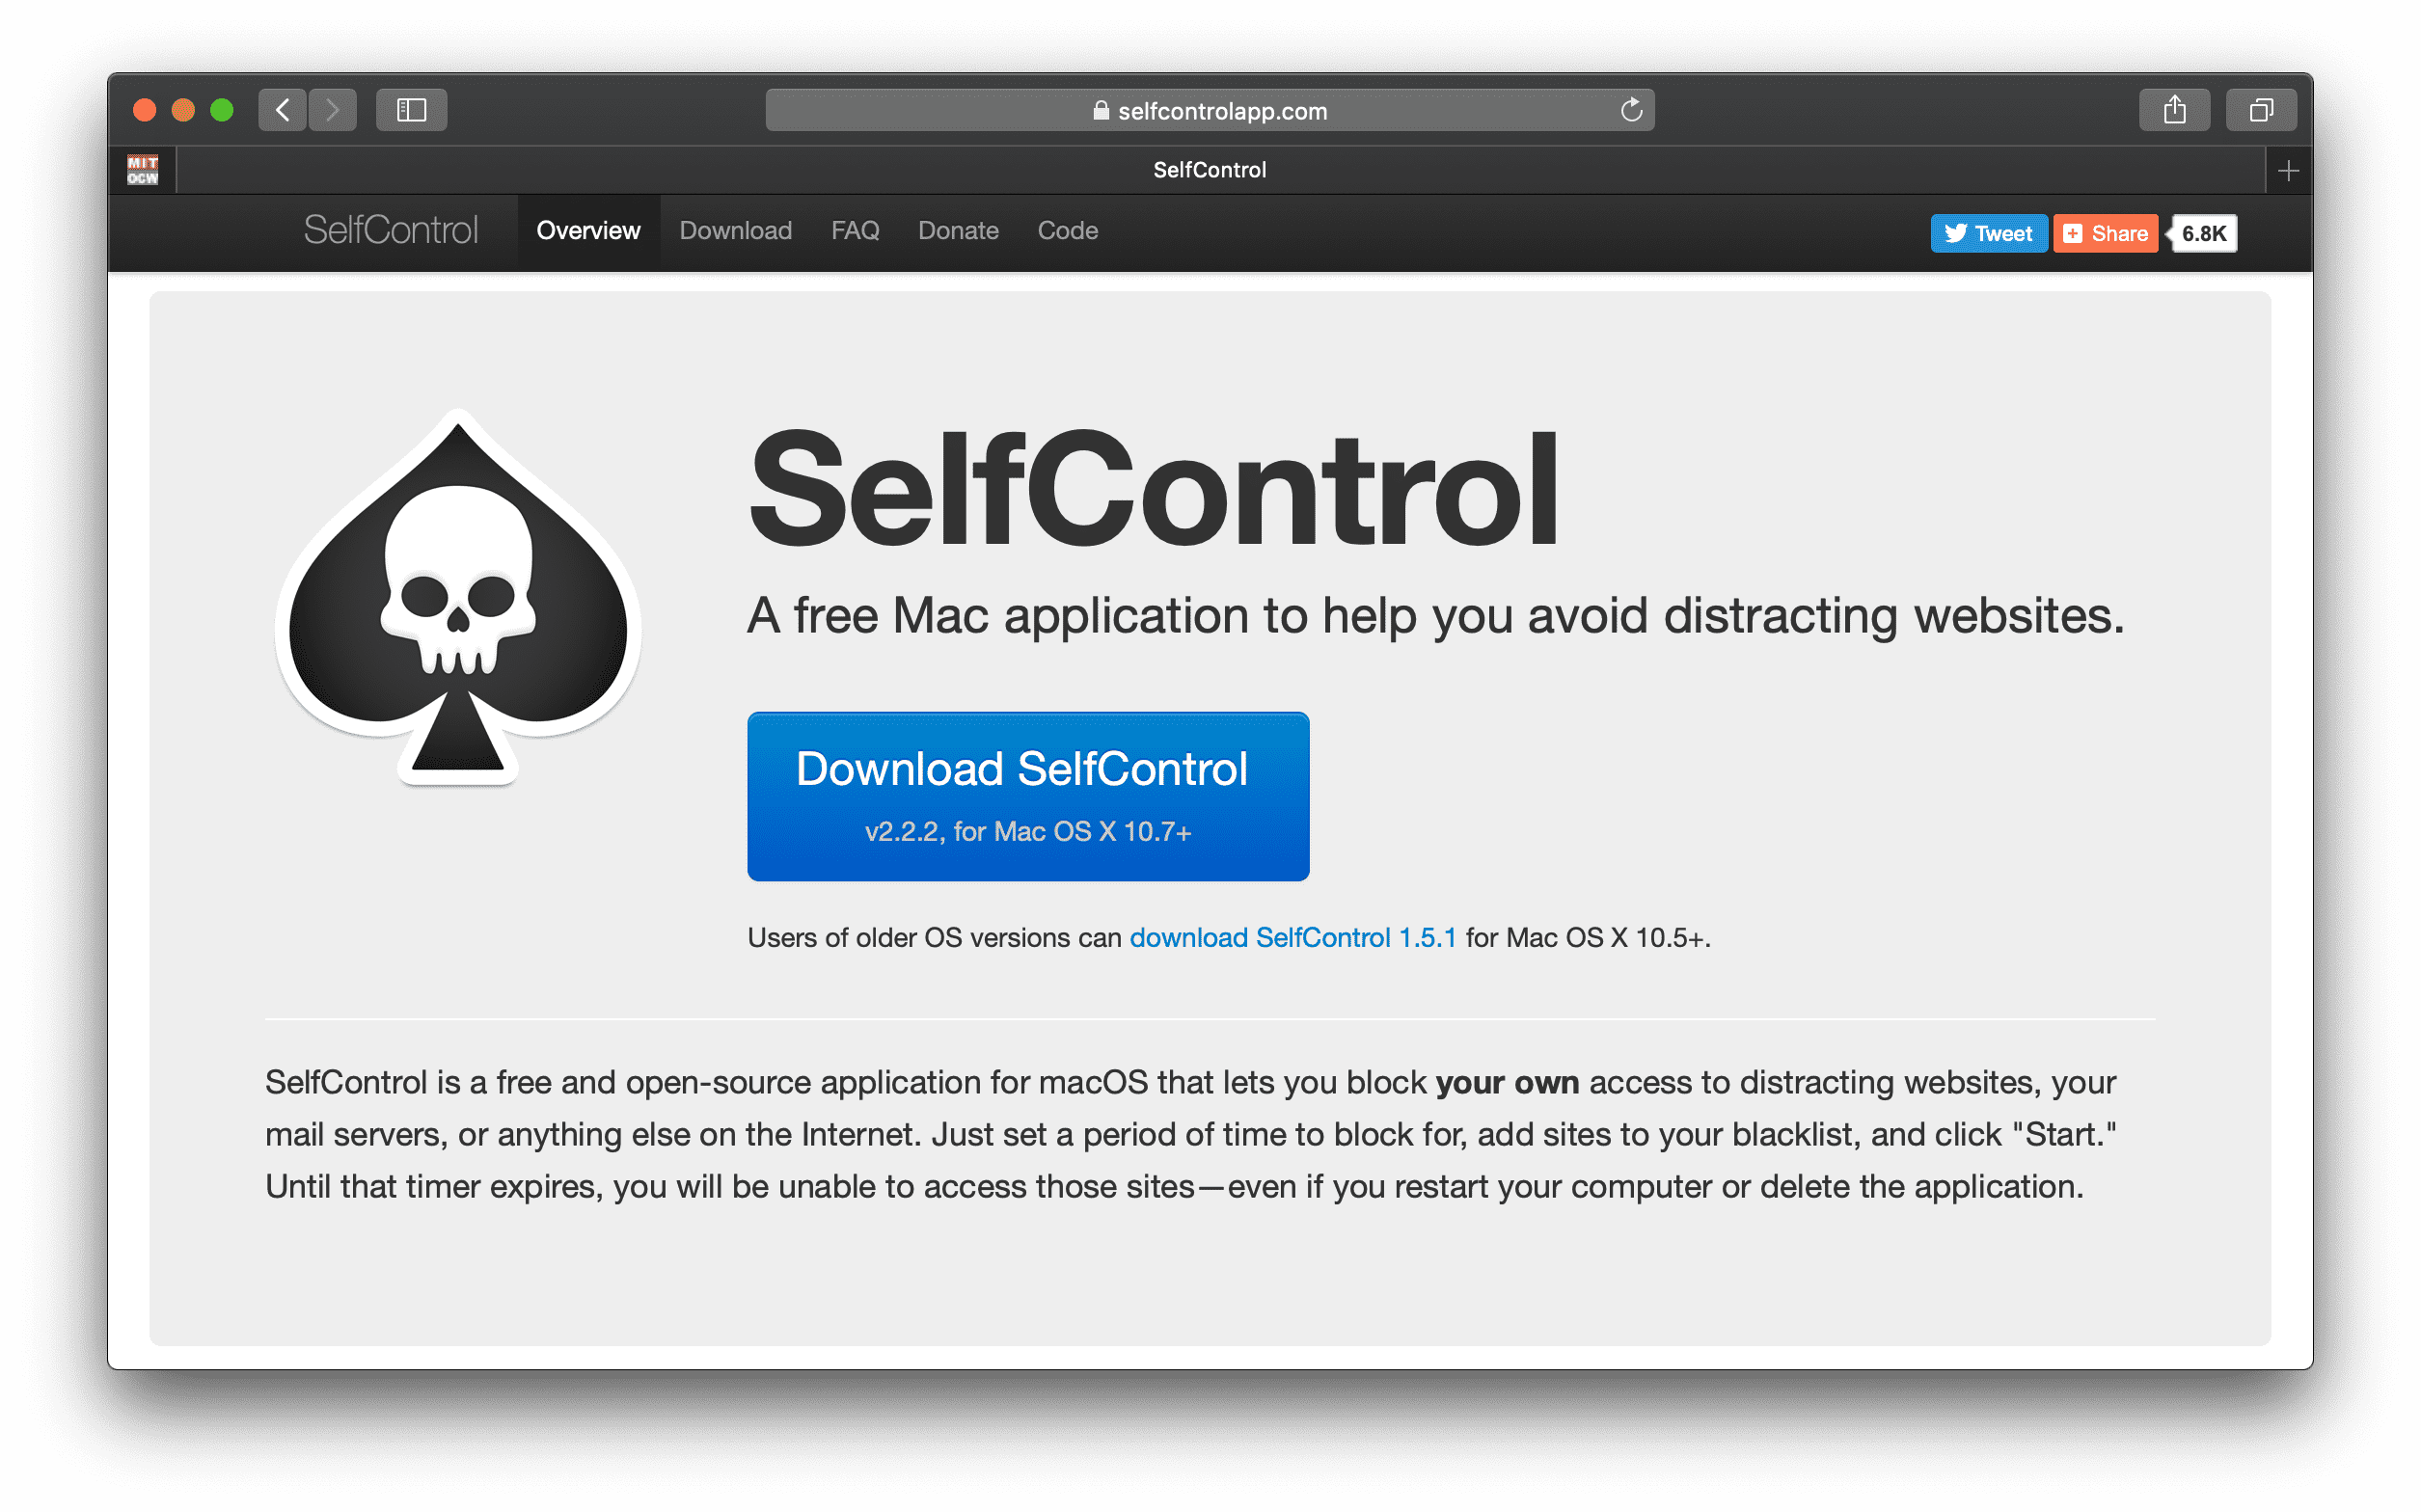 selfcontrolapp.com
MIT
OCW
SelfControl
SelfControl Overview Download FAQ Donate Code Tweet Share 6.8K
SelfControl
A free Mac application to help you avoid distracting websites.
Download SelfControl
v2.2.2, for Mac OS X 10.7+
Users of older OS versions can download SelfControl 1.5.1 for Mac OS X 10.5+.
SelfControl is a free and open-source application for macOS that lets you block your own access to distracting websites, your
mail servers, or anything else on the Internet. Just set a period of time to block for, add sites to your blacklist, and click "Start."
Until that timer expires, you will be unable to access those sites—even if you restart your computer or delete the application.